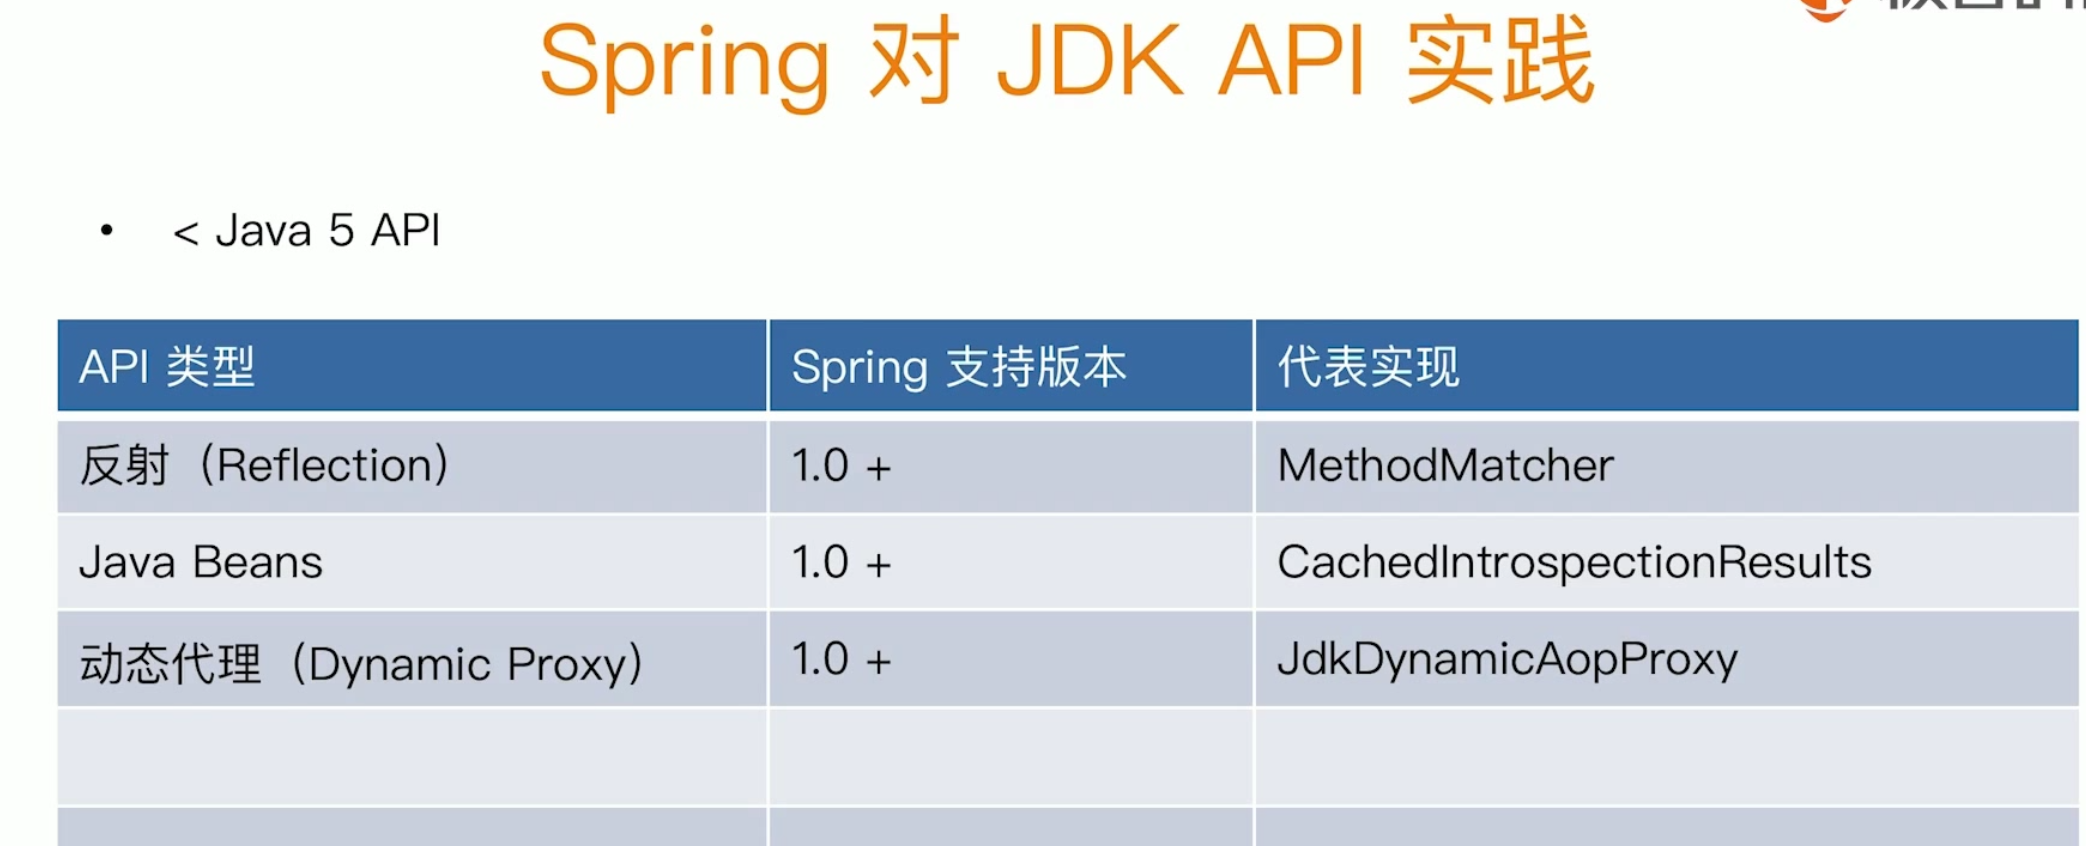 Spring 对 JDK API 实践
• < Java 5 API
API 类型 Spring 支持版本 代表实现
反射（Reflection） 1.0 + MethodMatcher
Java Beans 1.0 + CachedIntrospectionResults
动态代理（Dynamic Proxy） 1.0 + JdkDynamicAopProxy